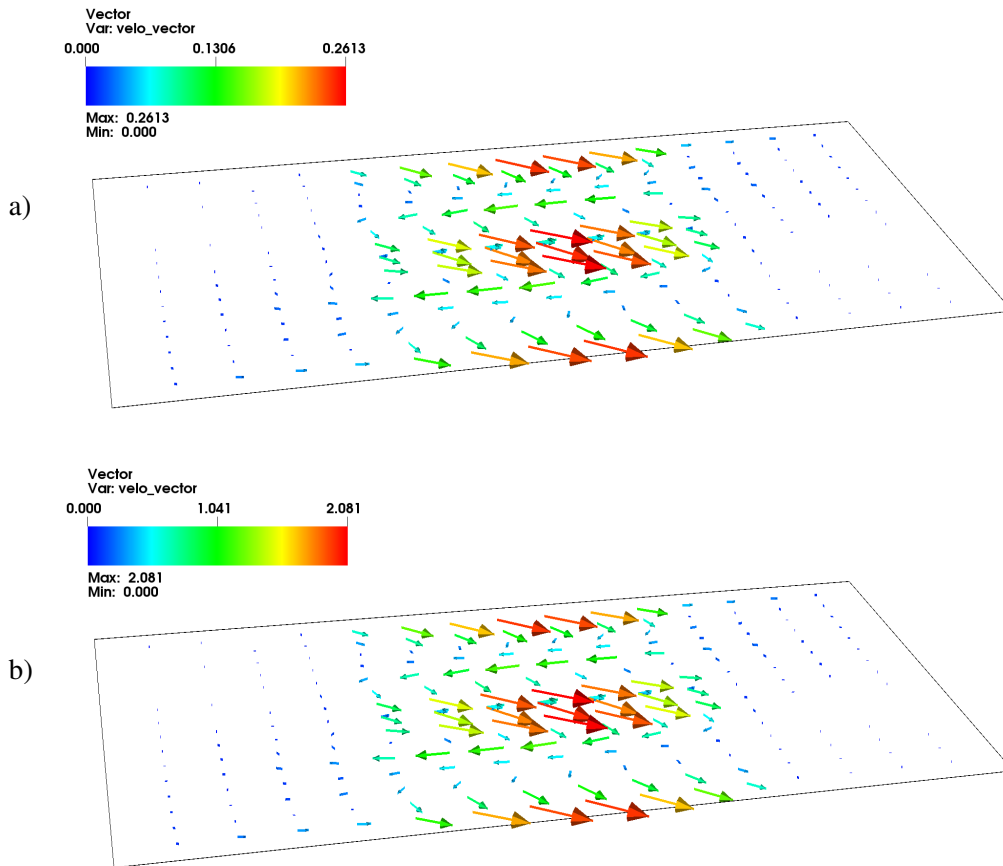 Vector
Var: velo_vector
0.000 0.1306 0.2613
Max: 0.2613
Min: 0.000
a)
Vector
Var: velo_vector
0.000 1.041 2.081
Max: 2.081
Min: 0.000
b)